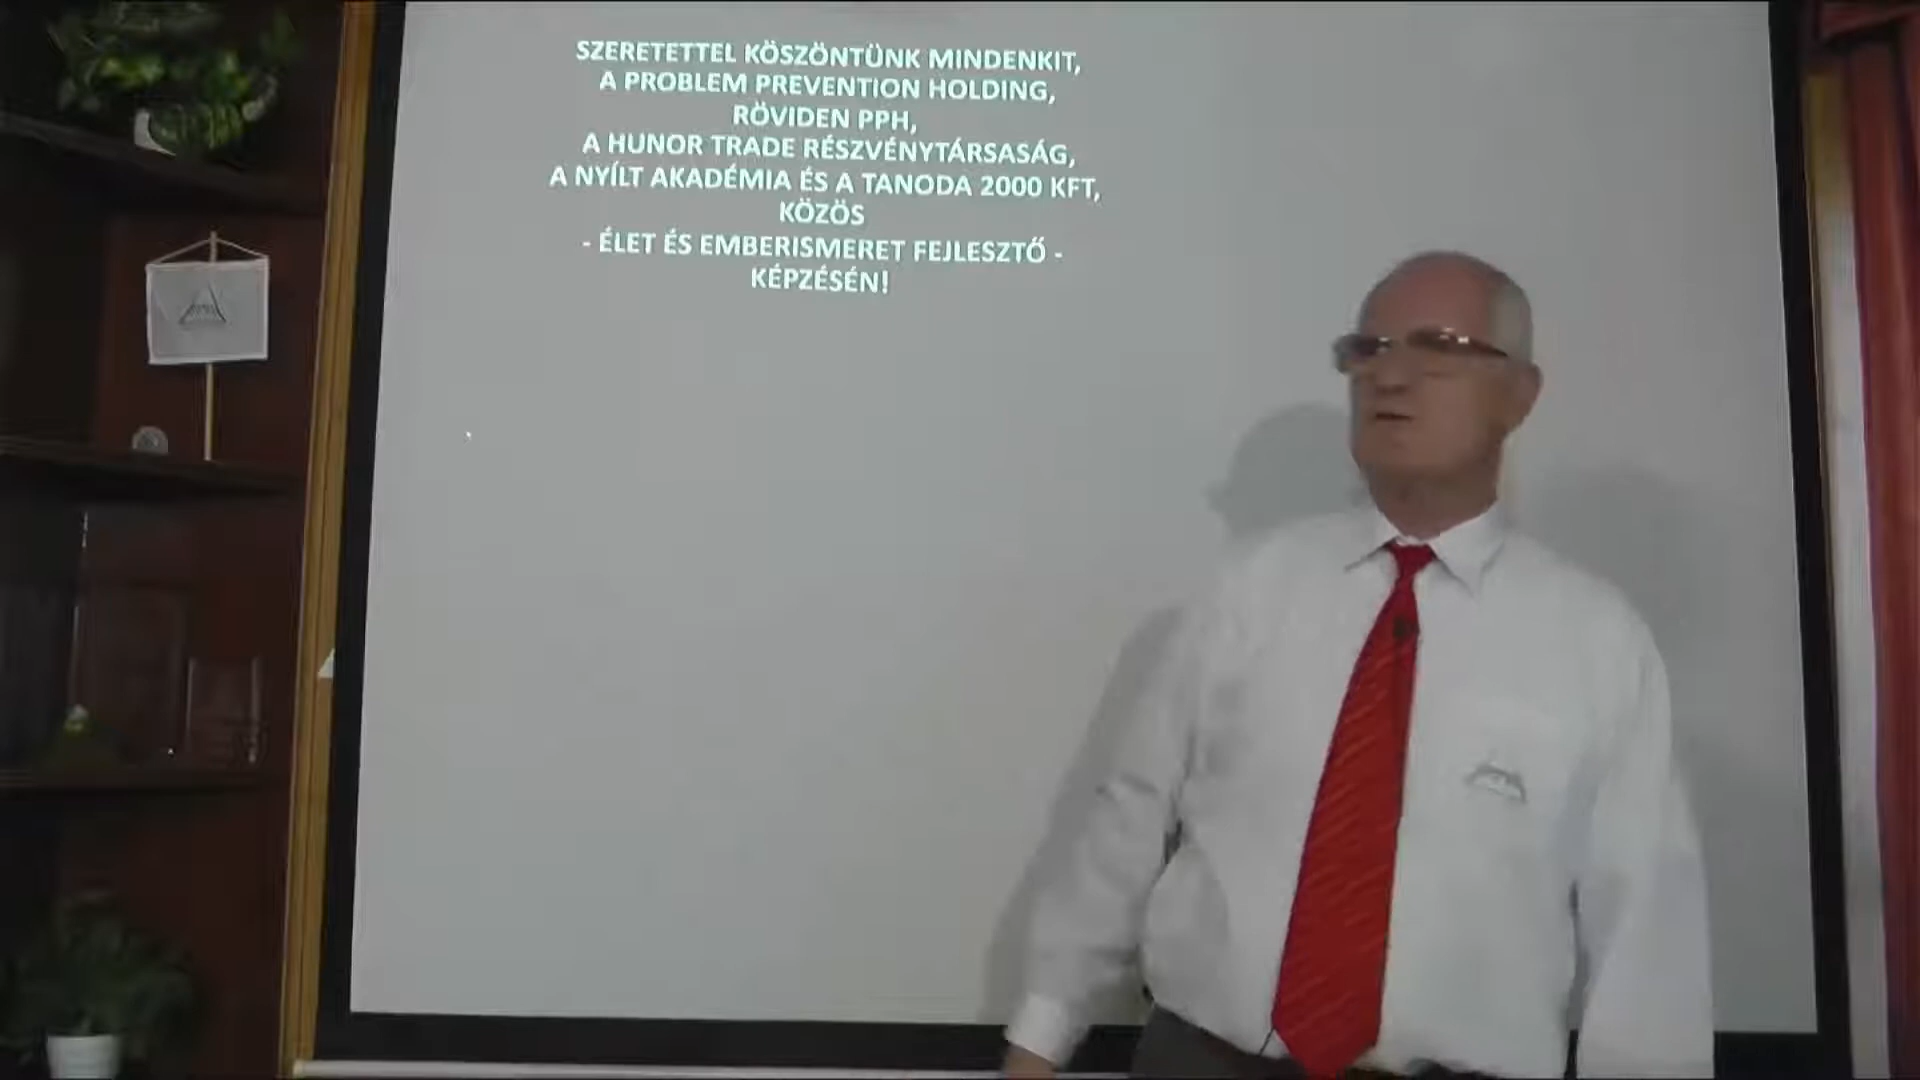 SZERETETTEL KÖSZÖNTÜNK MINDENKIT,
A PROBLEM PREVENTION HOLDING,
RÖVIDEN PPH,
A HUNOR TRADE RÉSZVÉNYTÁRSASÁG,
A NYÍLT AKADÉMIA ÉS A TANODA 2000 KFT,
KÖZÖS
- ÉLET ÉS EMBERISMERET FEJLESZTŐ -
KÉPZÉSÉN!